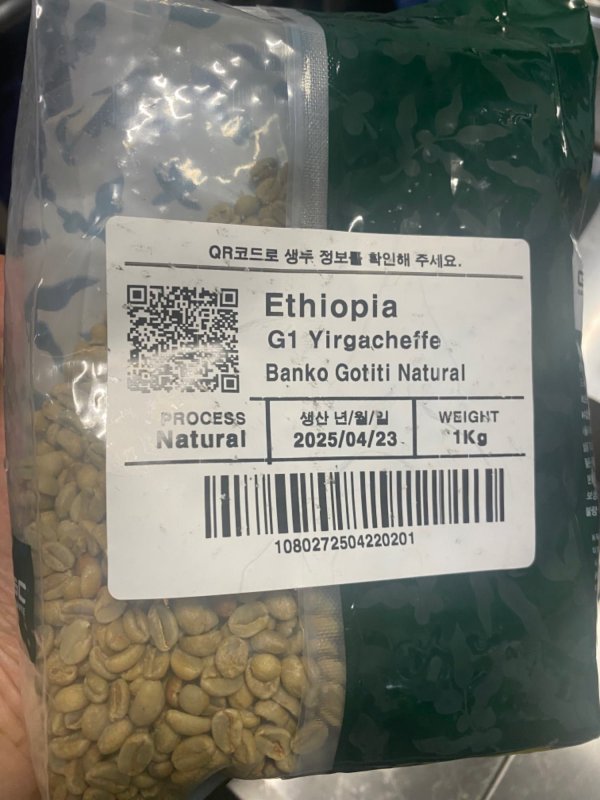 QR코드로 생두 정보를 확인해 주세요.
Ethiopia
G1 Yirgacheffe
Banko Gotiti Natural
PROCESS
Natural
생산 년/월/일
2025/04/23
WEIGHT
1Kg
1080272504220201